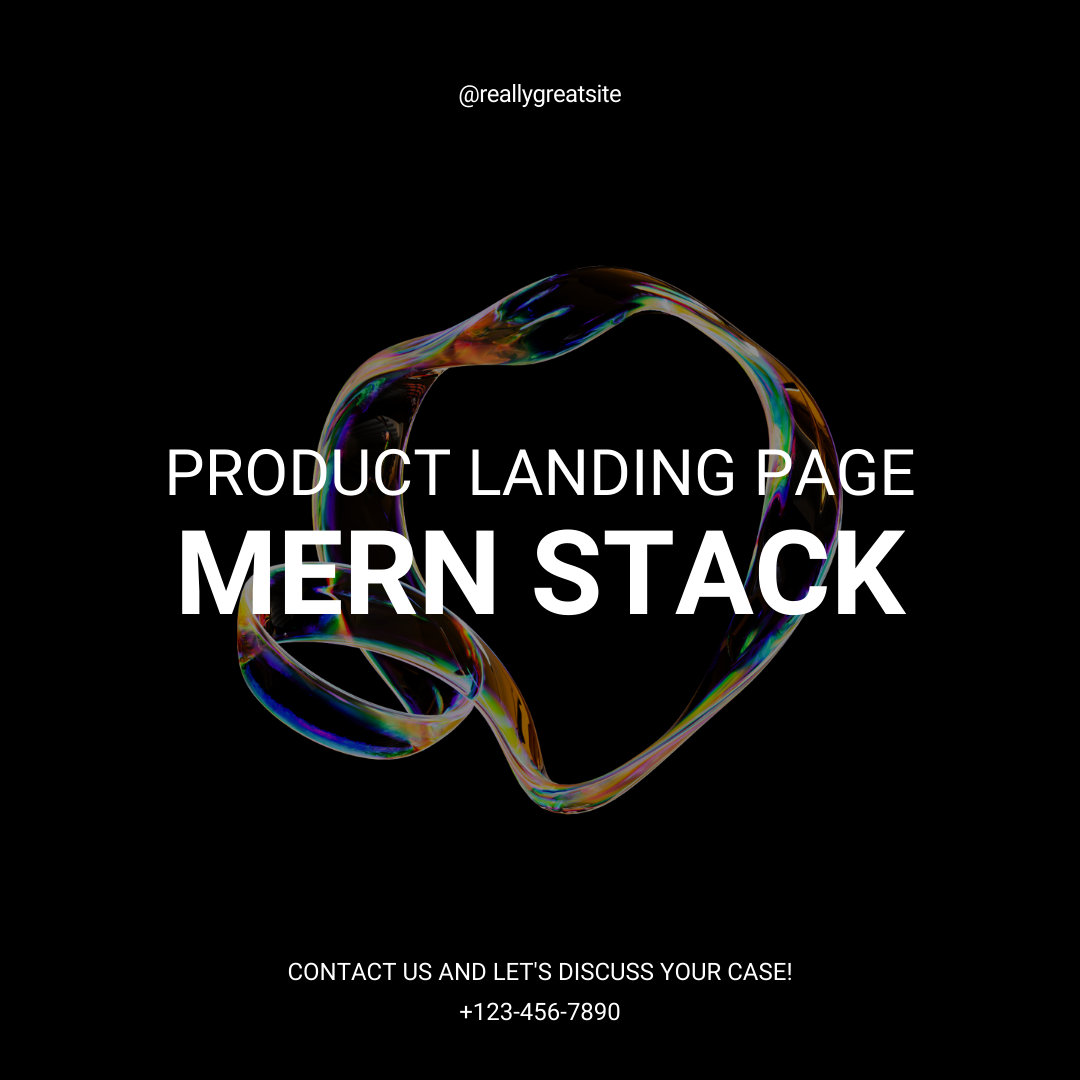 @reallygreatsite
PRODUCT LANDING PAGE
MERN STACK
CONTACT US AND LET'S DISCUSS YOUR CASE!
+123-456-7890